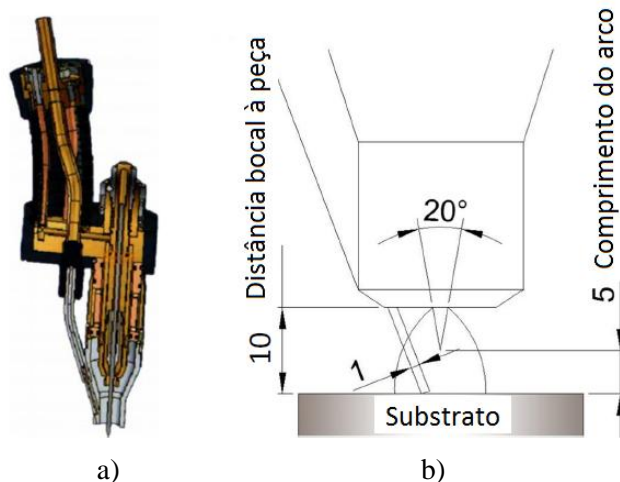 Distância bocal à peça
Comprimento do arco
20°
10
5
1
Substrato
a)
b)